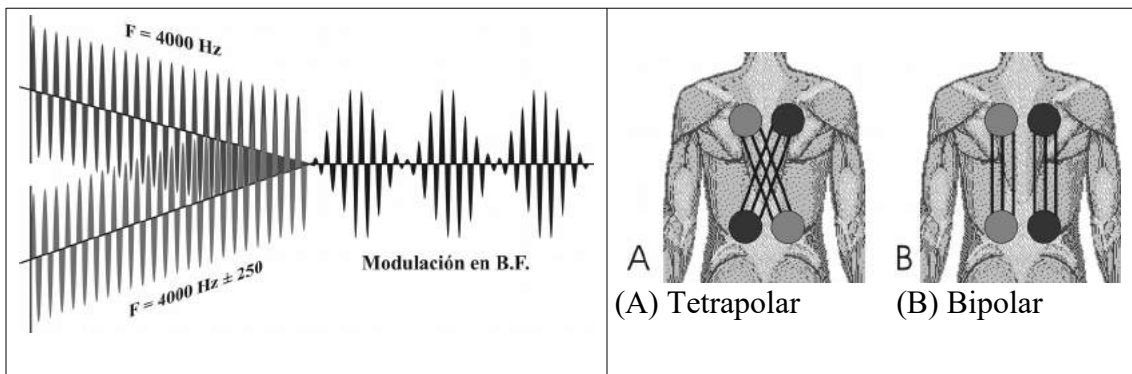 F = 4000 Hz
F = 4000 Hz ± 250
Modulación en B.F.
A
B
(A) Tetrapolar
(B) Bipolar